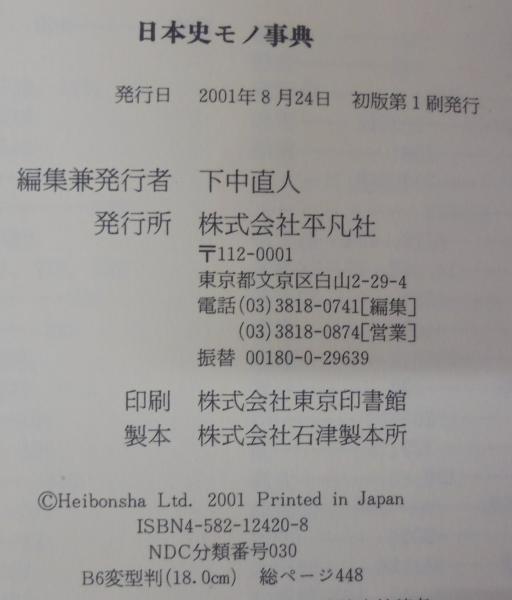 日本史モノ事典
発行日 2001年8月24日 初版第1刷発行
編集兼発行者 下中直人
発行所 株式会社平凡社
〒112-0001
東京都文京区白山2-29-4
電話(03)3818-0741[編集]
(03)3818-0874[営業]
振替 00180-0-29639
印刷 株式会社東京印書館
製本 株式会社石津製本所
©Heibonsha Ltd. 2001 Printed in Japan
ISBN4-582-12420-8
NDC分類番号030
B6変型判(18.0cm) 総ページ448